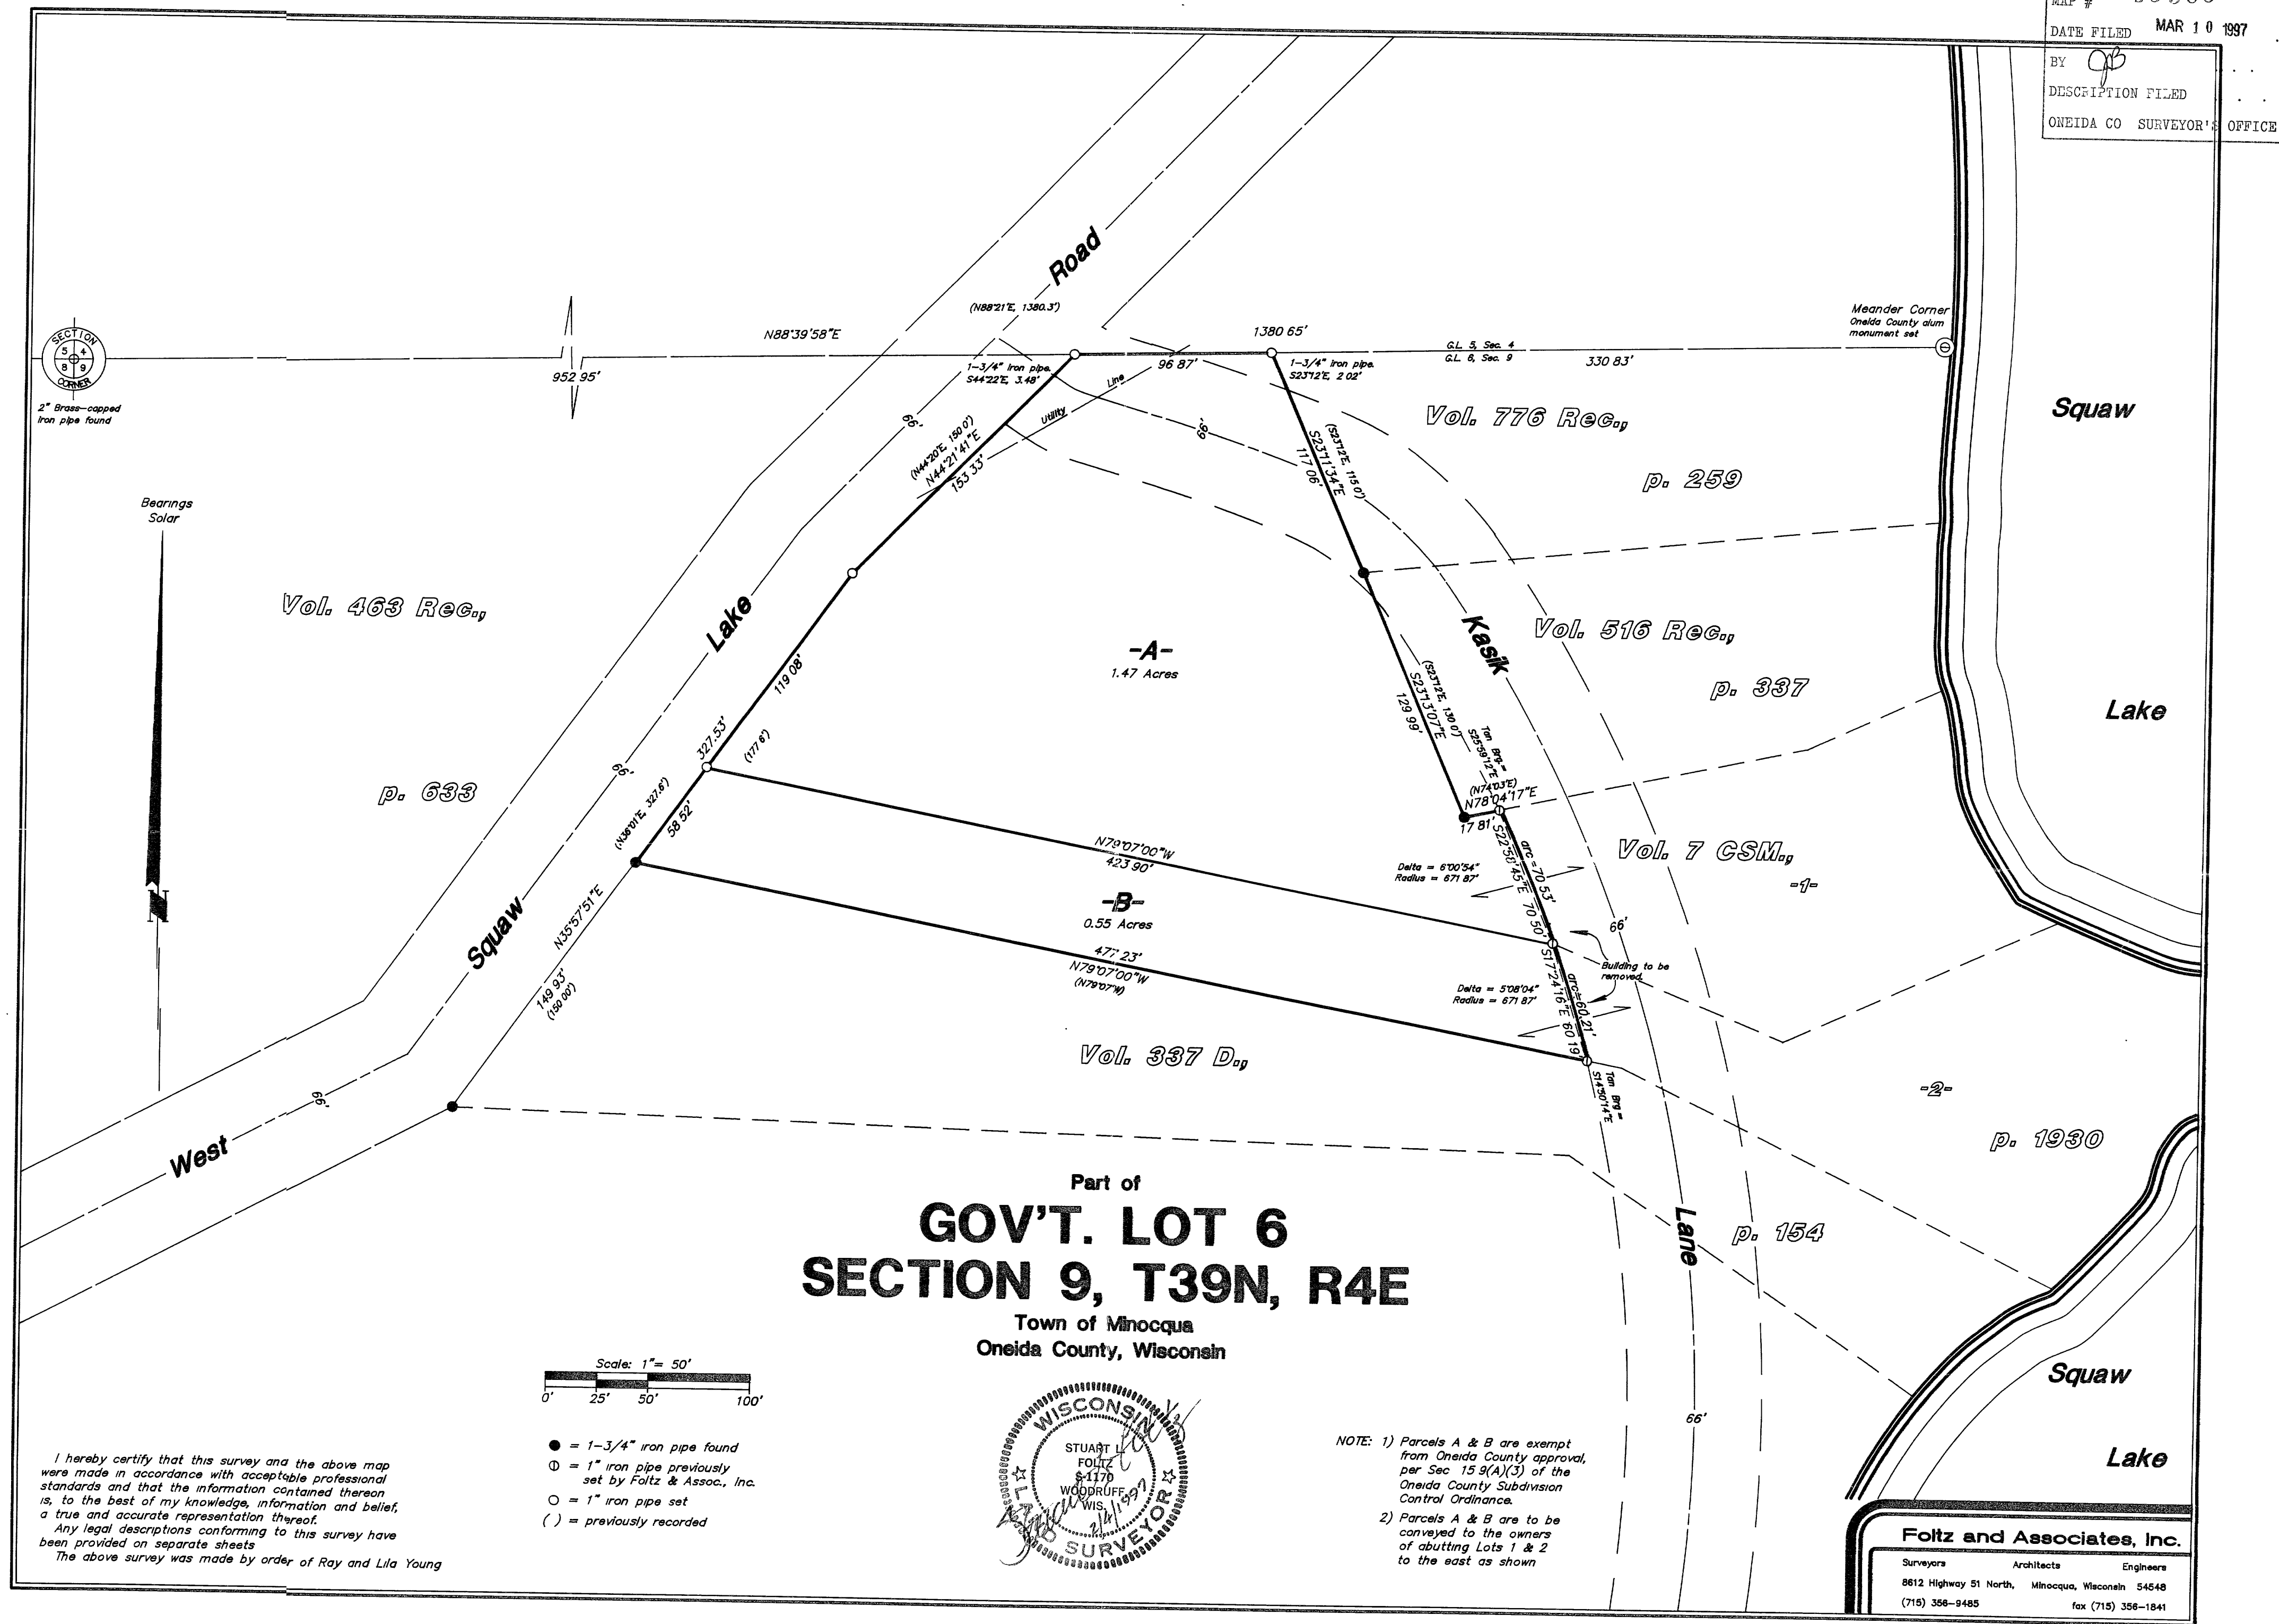 MAP #
DATE FILED MAR 10 1997
BY JB
DESCRIPTION FILED
ONEIDA CO SURVEYOR'S OFFICE
SECTION
5 4
8 9
CORNER
2" Brass-capped
Iron pipe found
952 95'
N88°39'58"E
(N88°21'E, 1380.3')
1380 65'
G.L. 5, Sec. 4
G.L. 6, Sec. 9
330 83'
Meander Corner
Oneida County alum
monument set
1-3/4" Iron pipe.
S44°22'E, 3.48'
96 87'
1-3/4" Iron pipe.
S23°12'E, 2 02'
Utility Line
66'
66'
(N44°20'E, 150 0')
N44°21'41"E
153 33'
(S23°12'E, 115 0')
S23°11'34"E
117 06'
Vol. 776 Rec.,
p. 259
Squaw
Lake
Bearings
Solar
N
Vol. 463 Rec.,
p. 633
West Squaw Lake Road
119 08'
327.53'
(177 6')
66'
(N36°01'E, 327.6')
58 52'
-A-
1.47 Acres
Kasik Lane
Vol. 516 Rec.,
p. 337
(S23°12'E, 130 0')
S23°13'07"E
129 99'
Tan Brg.=
S25°59'12"E
(N74°03'E)
N78°04'17"E
17 81'
Vol. 7 CSM.,
-1-
N79°07'00"W
423 90'
Delta = 6°00'54"
Radius = 671 87'
arc =70 53'
S22°58'45"E 70 50'
66'
-B-
0.55 Acres
477 23'
N79°07'00"W
(N79°07'W)
Building to be
removed.
Delta = 5°08'04"
Radius = 671 87'
arc=60.21'
S17°24'16"E 60 19'
Tan Brg =
S14°50'14"E
N35°57'51"E
149 93'
(150 00')
66'
Vol. 337 D.,
p. 154
-2-
p. 1930
Part of
GOV'T. LOT 6
SECTION 9, T39N, R4E
Town of Minocqua
Oneida County, Wisconsin
Scale: 1"= 50'
0' 25' 50' 100'
= 1-3/4" iron pipe found
= 1" iron pipe previously
set by Foltz & Assoc., Inc.
= 1" iron pipe set
( ) = previously recorded
WISCONSIN
STUART L.
FOLTZ
S-1170
WOODRUFF,
WIS.
2/4/1997
LAND SURVEYOR
66'
Squaw
Lake
I hereby certify that this survey and the above map
were made in accordance with acceptable professional
standards and that the information contained thereon
is, to the best of my knowledge, information and belief,
a true and accurate representation thereof.
Any legal descriptions conforming to this survey have
been provided on separate sheets
The above survey was made by order of Ray and Lila Young
NOTE: 1) Parcels A & B are exempt
from Oneida County approval,
per Sec 15 9(A)(3) of the
Oneida County Subdivision
Control Ordinance.
2) Parcels A & B are to be
conveyed to the owners
of abutting Lots 1 & 2
to the east as shown
Foltz and Associates, Inc.
Surveyors Architects Engineers
8612 Highway 51 North, Minocqua, Wisconsin 54548
(715) 356-9485 fax (715) 356-1841